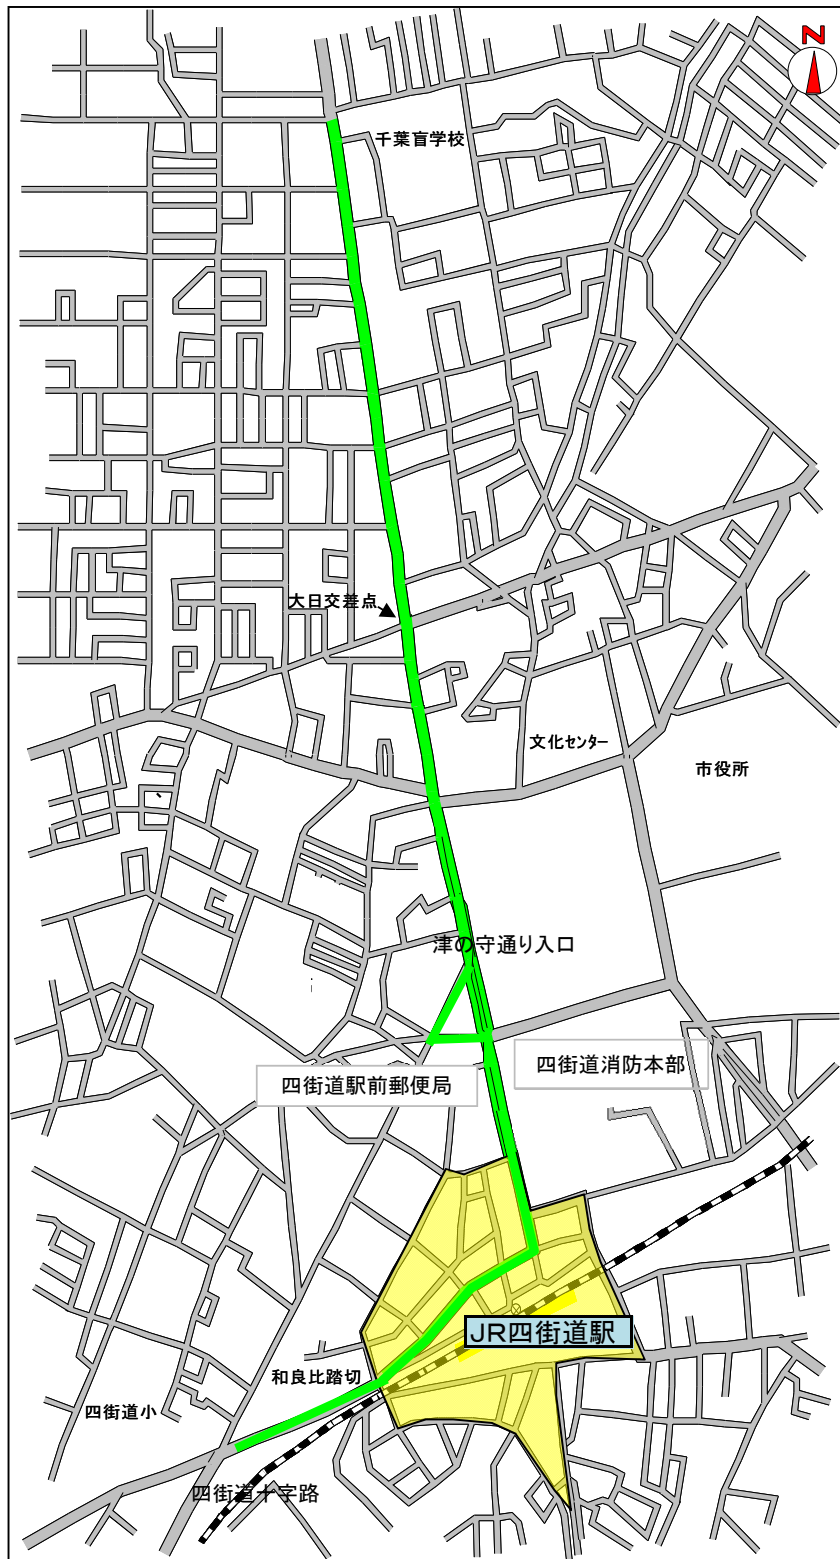 N
千葉盲学校
大日交差点
文化センター
市役所
津の守通り入口
四街道消防本部
四街道駅前郵便局
JR四街道駅
和良比踏切
四街道小
四街道十字路